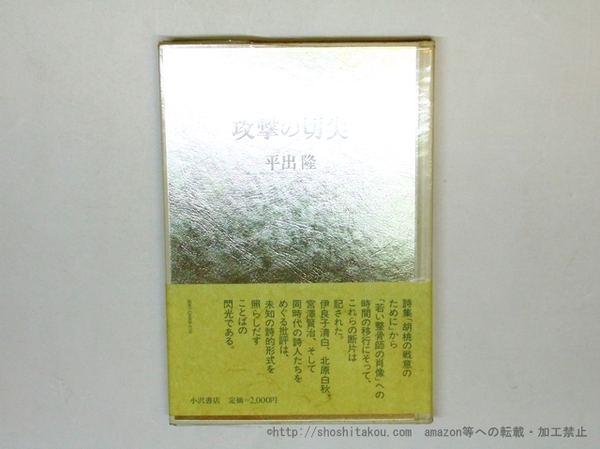 攻撃の切尖
平出 隆
詩集「胡桃の戦意の
ために」から
「若い整骨師の肖像」への
時間の移行にそって、
これらの断片は
記された。
伊良子清白、北原白秋、
宮澤賢治、そして
同時代の詩人たちを
めぐる批評は、
未知の詩的形式を
照らしだす
ことばの
閃光である。
小沢書店 定価=2,000円
©http://shoshitakou.com amazon等への転載・加工禁止